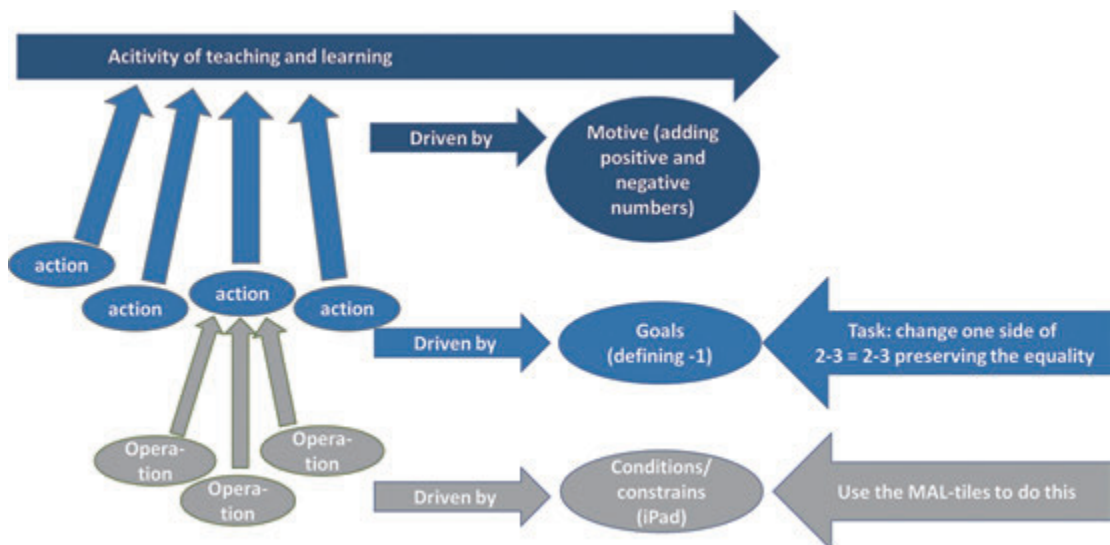 Acitivity of teaching and learning
Driven by
Motive (adding
positive and
negative
numbers)
action
action
action
action
Driven by
Goals
(defining -1)
Task: change one side of
2-3 = 2-3 preserving the equality
Opera-
tion
Opera-
tion
Opera-
tion
Driven by
Conditions/
constrains
(iPad)
Use the MAL-tiles to do this